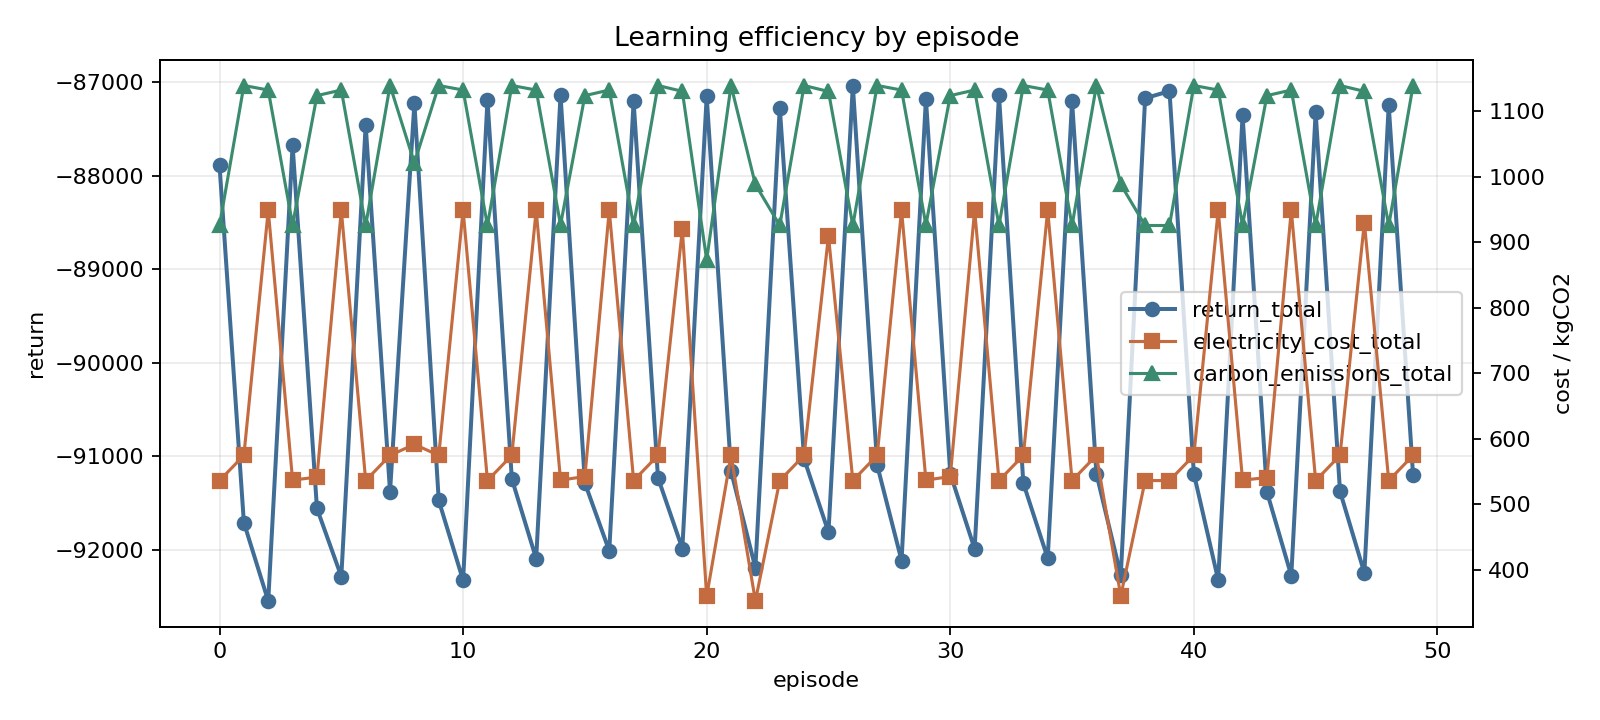 Learning efficiency by episode
−87000
−88000
−89000
−90000
−91000
−92000
return
1100
1000
900
800
700
600
500
400
cost / kgCO2
return_total
electricity_cost_total
carbon_emissions_total
0 10 20 30 40 50
episode